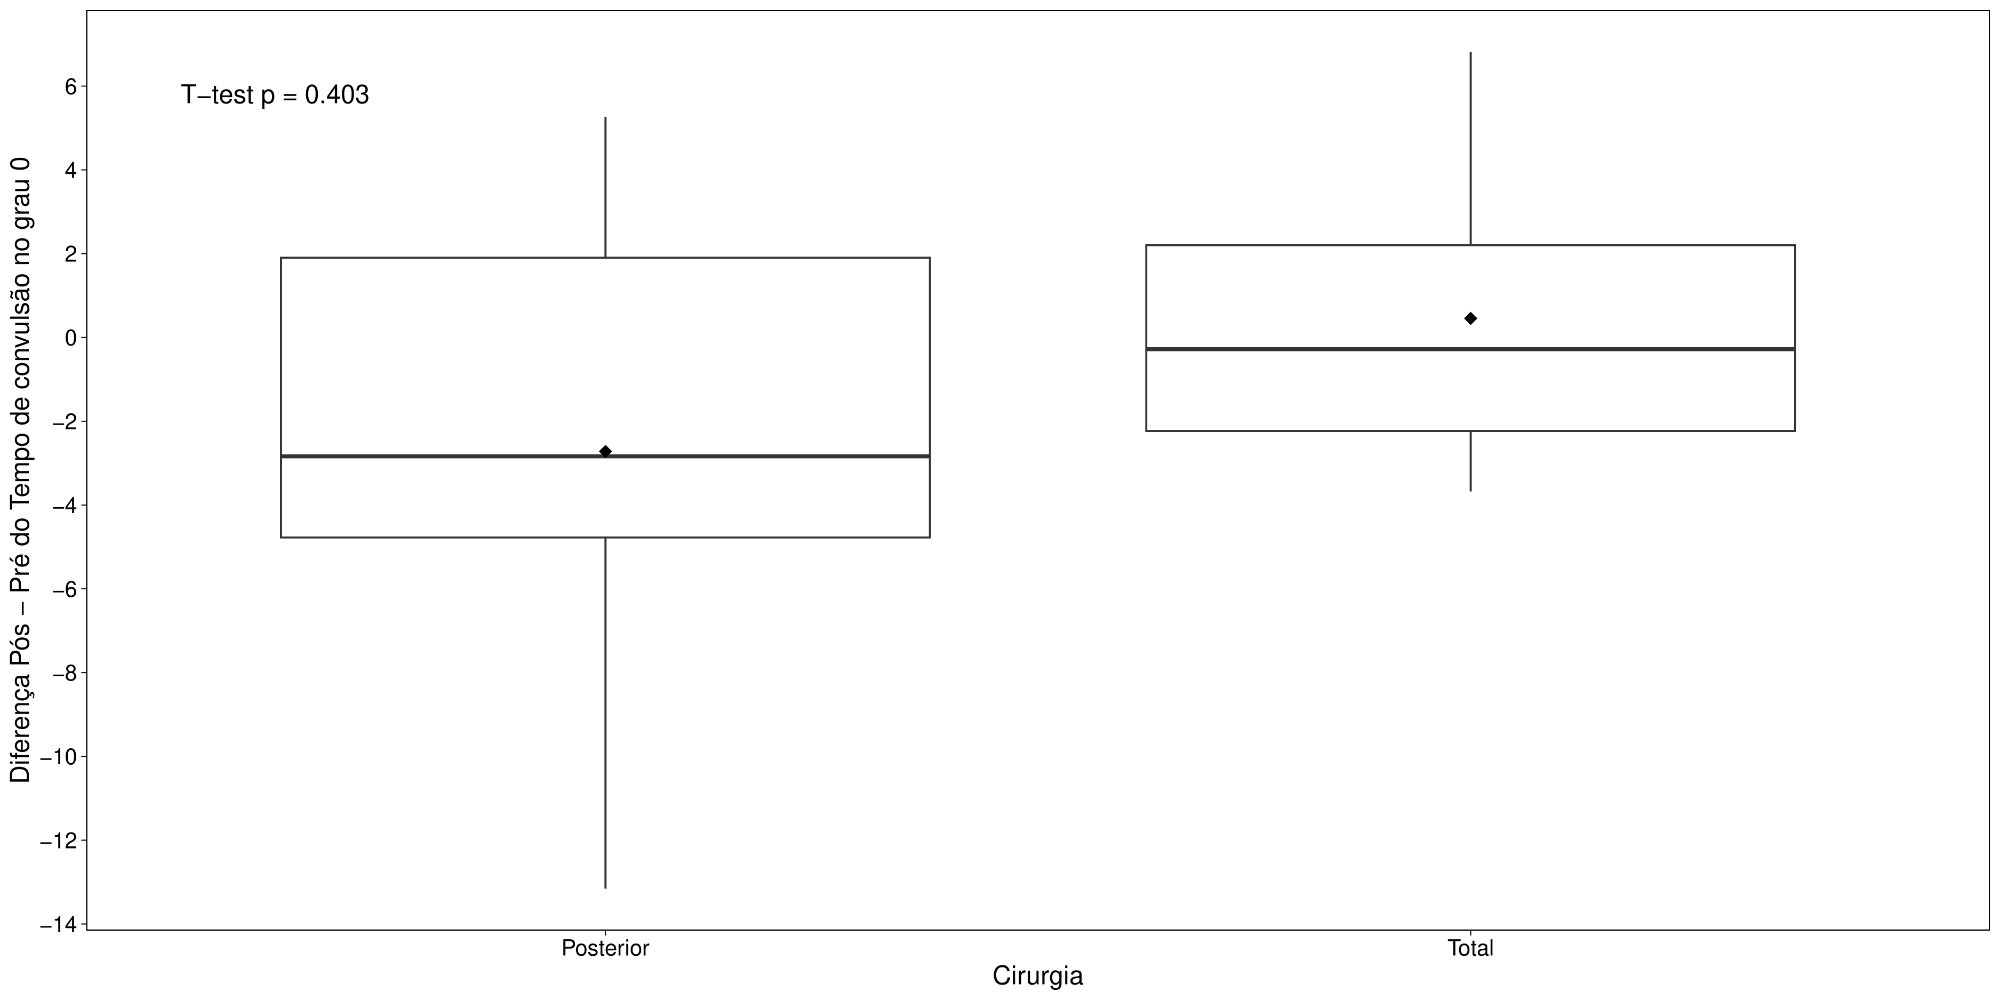 T−test p = 0.403
Diferença Pós − Pré do Tempo de convulsão no grau 0
6
4
2
0
−2
−4
−6
−8
−10
−12
−14
Posterior
Total
Cirurgia